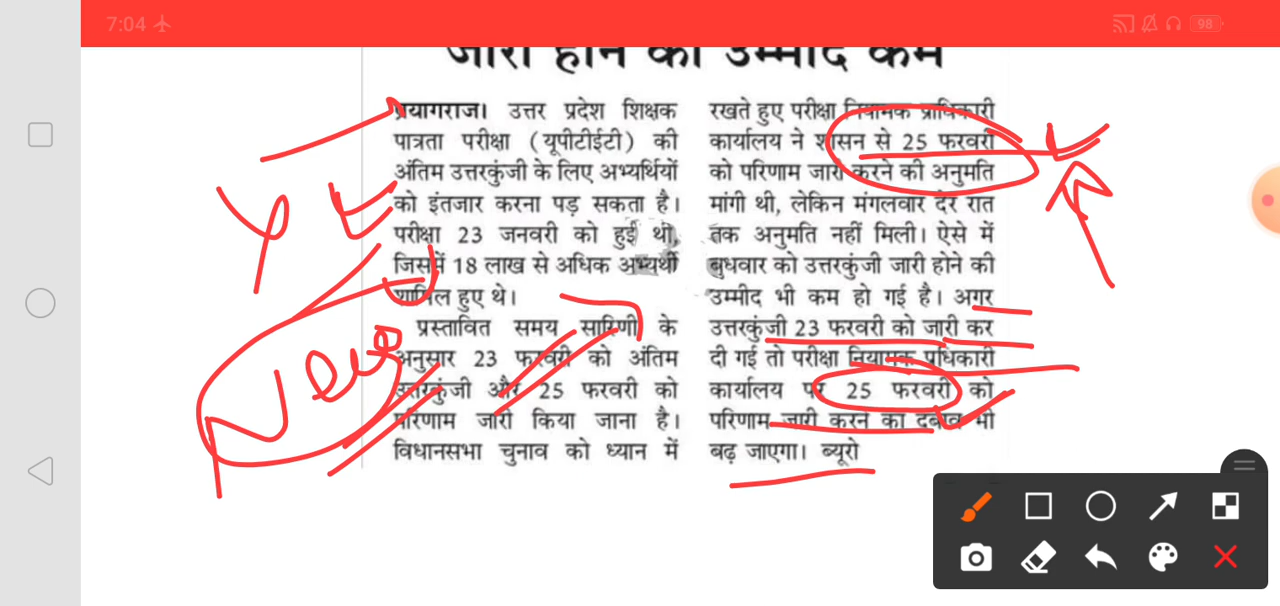 7:04
98
जारी होने की उम्मीद कम
प्रयागराज। उत्तर प्रदेश शिक्षक
पात्रता परीक्षा (यूपीटीईटी) की
अंतिम उत्तरकुंजी के लिए अभ्यर्थियों
को इंतजार करना पड़ सकता है।
परीक्षा 23 जनवरी को हुई थी,
जिसमें 18 लाख से अधिक अभ्यर्थी
शामिल हुए थे।
प्रस्तावित समय सारिणी के
अनुसार 23 फरवरी को अंतिम
उत्तरकुंजी और 25 फरवरी को
परिणाम जारी किया जाना है।
विधानसभा चुनाव को ध्यान में
रखते हुए परीक्षा नियामक प्राधिकारी
कार्यालय ने शासन से 25 फरवरी
को परिणाम जारी करने की अनुमति
मांगी थी, लेकिन मंगलवार देर रात
तक अनुमति नहीं मिली। ऐसे में
बुधवार को उत्तरकुंजी जारी होने की
उम्मीद भी कम हो गई है। अगर
उत्तरकुंजी 23 फरवरी को जारी कर
दी गई तो परीक्षा नियामक प्रधिकारी
कार्यालय पर 25 फरवरी को
परिणाम जारी करने का दबाव भी
बढ़ जाएगा। ब्यूरो